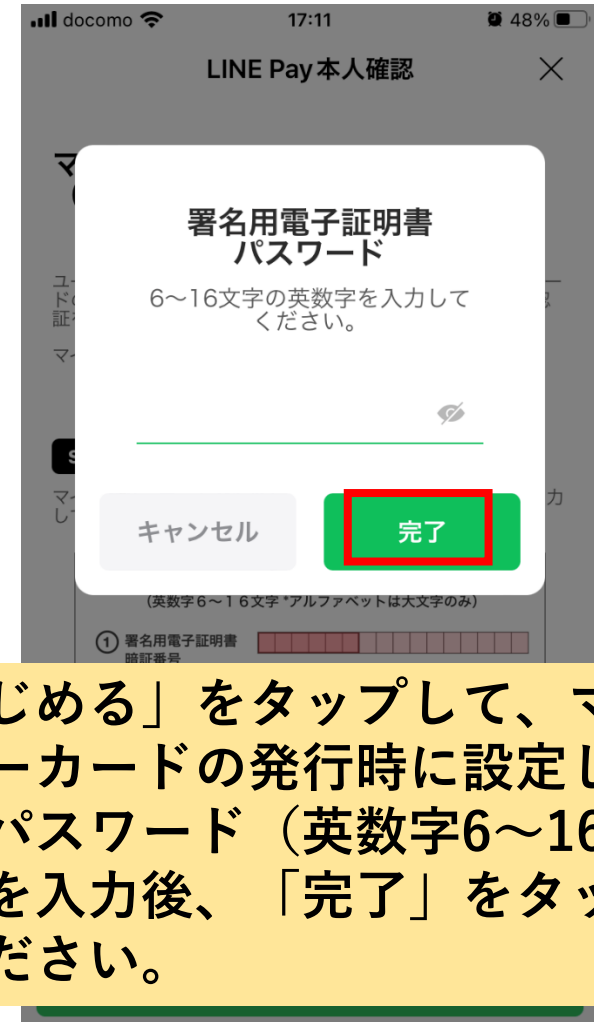 docomo 17:11 48%
LINE Pay本人確認
マ
署名用電子証明書
パスワード
6〜16文字の英数字を入力して
ください。
キャンセル
完了
(英数字6〜16文字 *アルファベットは大文字のみ)
① 署名用電子証明書
暗証番号
じめる」をタップして、マ
ーカードの発行時に設定し
パスワード（英数字6〜16
を入力後、「完了」をタッ
ださい。